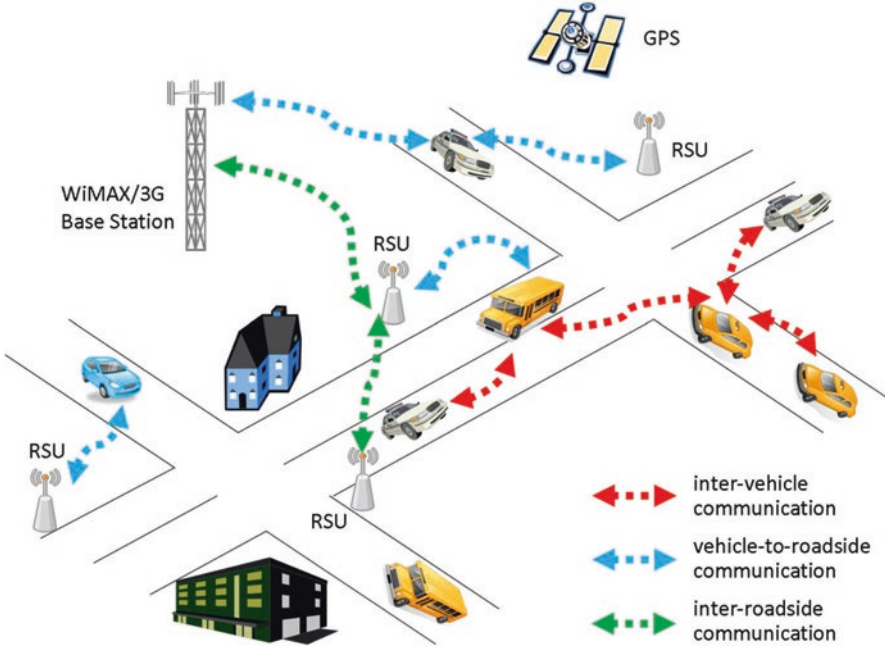 GPS
RSU
WiMAX/3G
Base Station
RSU
RSU
RSU
inter-vehicle
communication
vehicle-to-roadside
communication
inter-roadside
communication